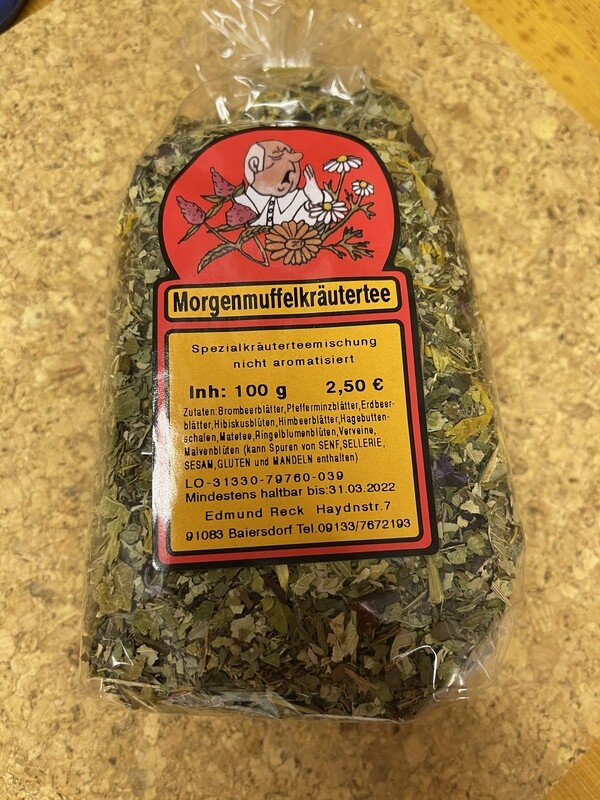 Morgenmuffelkräutertee
Spezialkräuterteemischung
nicht aromatisiert
Inh: 100 g 2,50 €
Zutaten:Brombeerblätter,Pfefferminzblätter,Erdbeer-
blätter,Hibiskusblüten,Himbeerblätter,Hagebutten-
schalen,Matetee,Ringelblumenblüten,Verveine,
Malvenblüten (kann Spuren von SENF,SELLERIE,
SESAM,GLUTEN und MANDELN enthalten)
LO-31330-79760-039
Mindestens haltbar bis:31.03.2022
Edmund Reck Haydnstr.7
91083 Baiersdorf Tel.09133/7672193